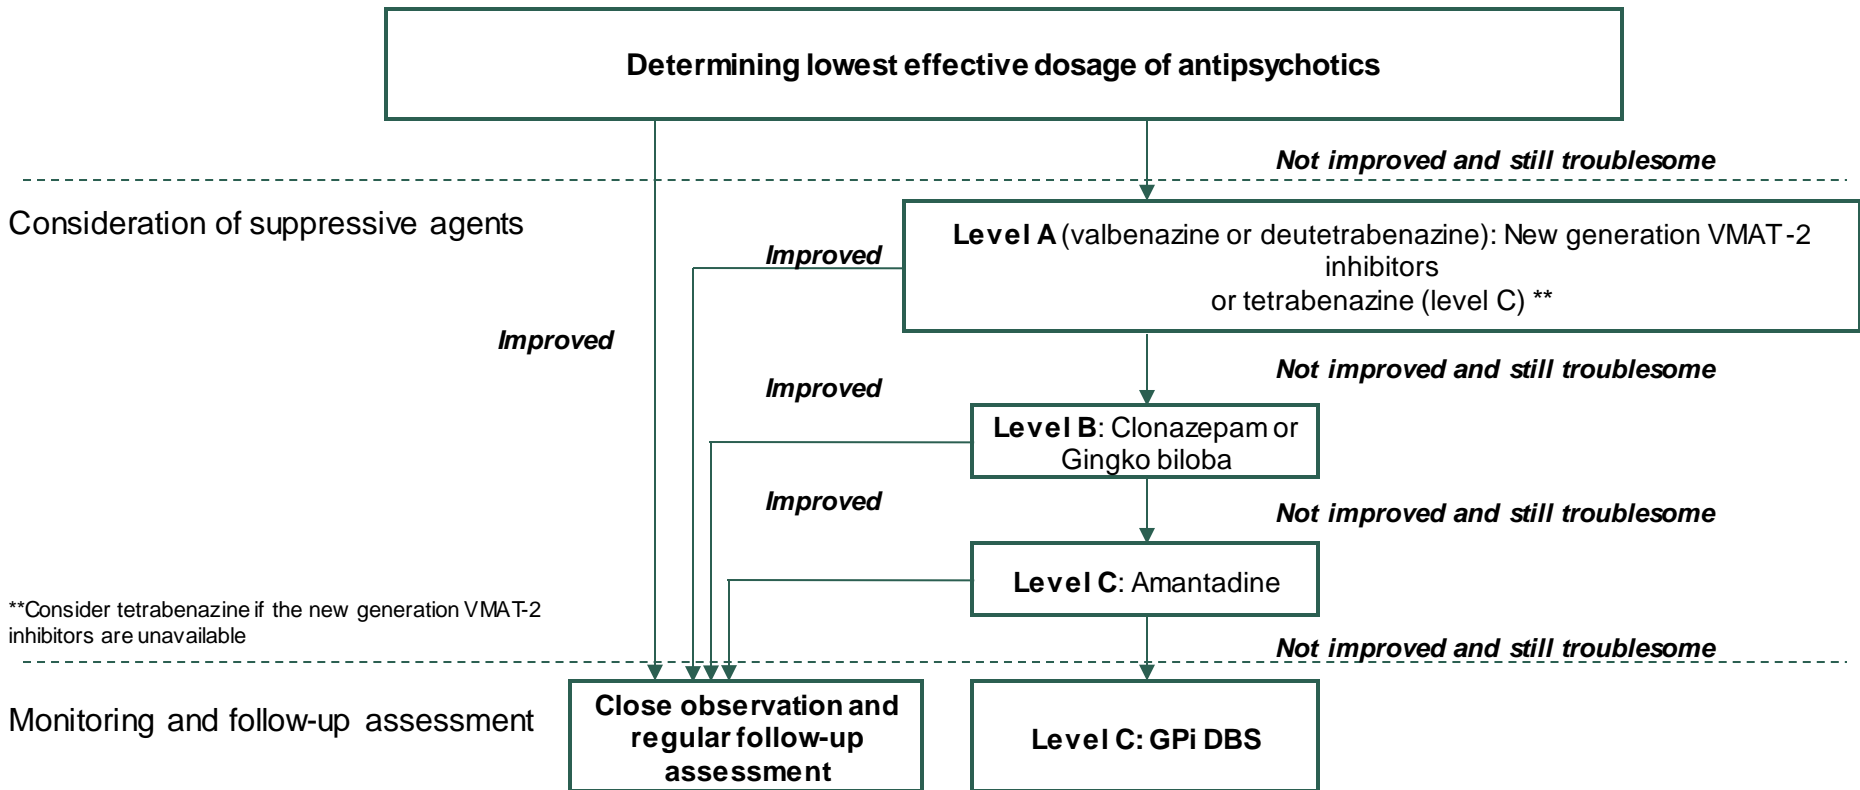 Determining lowest effective dosage of antipsychotics
Not improved and still troublesome
Consideration of suppressive agents
Level A (valbenazine or deutetrabenazine): New generation VMAT-2
inhibitors
or tetrabenazine (level C) **
Improved
Improved
Not improved and still troublesome
Improved
Level B: Clonazepam or
Gingko biloba
Improved
Not improved and still troublesome
Level C: Amantadine
**Consider tetrabenazine if the new generation VMAT-2
inhibitors are unavailable
Not improved and still troublesome
Monitoring and follow-up assessment
Close observation and
regular follow-up
assessment
Level C: GPi DBS